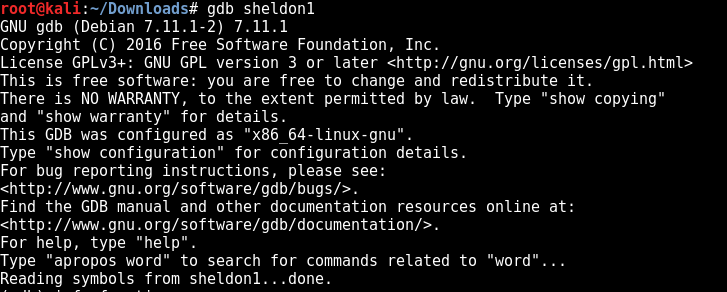 root@kali:~/Downloads# gdb sheldon1
GNU gdb (Debian 7.11.1-2) 7.11.1
Copyright (C) 2016 Free Software Foundation, Inc.
License GPLv3+: GNU GPL version 3 or later <http://gnu.org/licenses/gpl.html>
This is free software: you are free to change and redistribute it.
There is NO WARRANTY, to the extent permitted by law.  Type "show copying"
and "show warranty" for details.
This GDB was configured as "x86_64-linux-gnu".
Type "show configuration" for configuration details.
For bug reporting instructions, please see:
<http://www.gnu.org/software/gdb/bugs/>.
Find the GDB manual and other documentation resources online at:
<http://www.gnu.org/software/gdb/documentation/>.
For help, type "help".
Type "apropos word" to search for commands related to "word"...
Reading symbols from sheldon1...done.